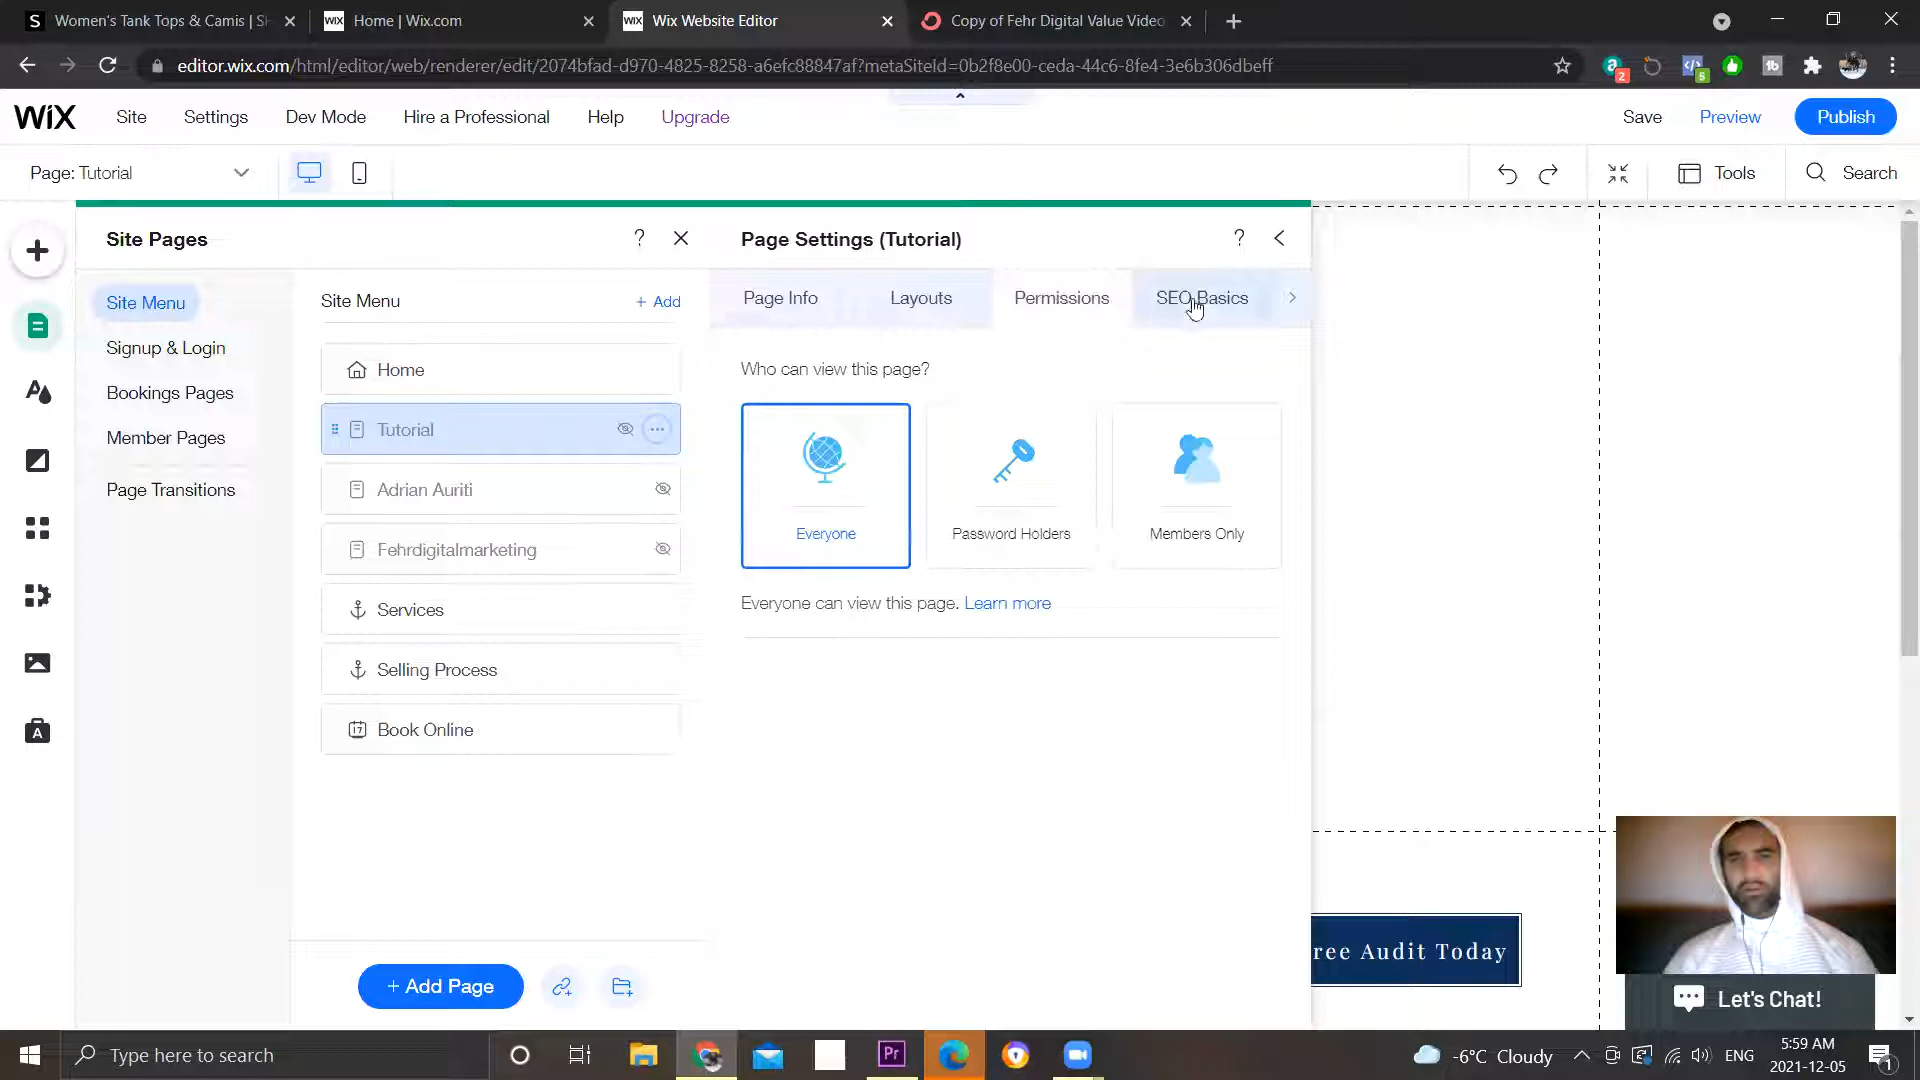 Women's Tank Tops & Camis | S
Home | Wix.com
Wix Website Editor
Copy of Fehr Digital Value Video
editor.wix.com/html/editor/web/renderer/edit/2074bfad-d970-4825-8258-a6efc88847af?metaSiteId=0b2f8e00-ceda-44c6-8fe4-3e6b306dbeff
WiX
Site
Settings
Dev Mode
Hire a Professional
Help
Upgrade
Save
Preview
Publish
Page: Tutorial
Tools
Search
Site Pages
?
Page Settings (Tutorial)
?
Site Menu
Signup & Login
Bookings Pages
Member Pages
Page Transitions
Site Menu
+ Add
Home
Tutorial
Adrian Auriti
Fehrdigitalmarketing
Services
Selling Process
Book Online
+ Add Page
Page Info
Layouts
Permissions
SEO Basics
Who can view this page?
Everyone
Password Holders
Members Only
Everyone can view this page. Learn more
ree Audit Today
Let's Chat!
Type here to search
Pr
-6°C Cloudy
ENG
5:59 AM
2021-12-05
1